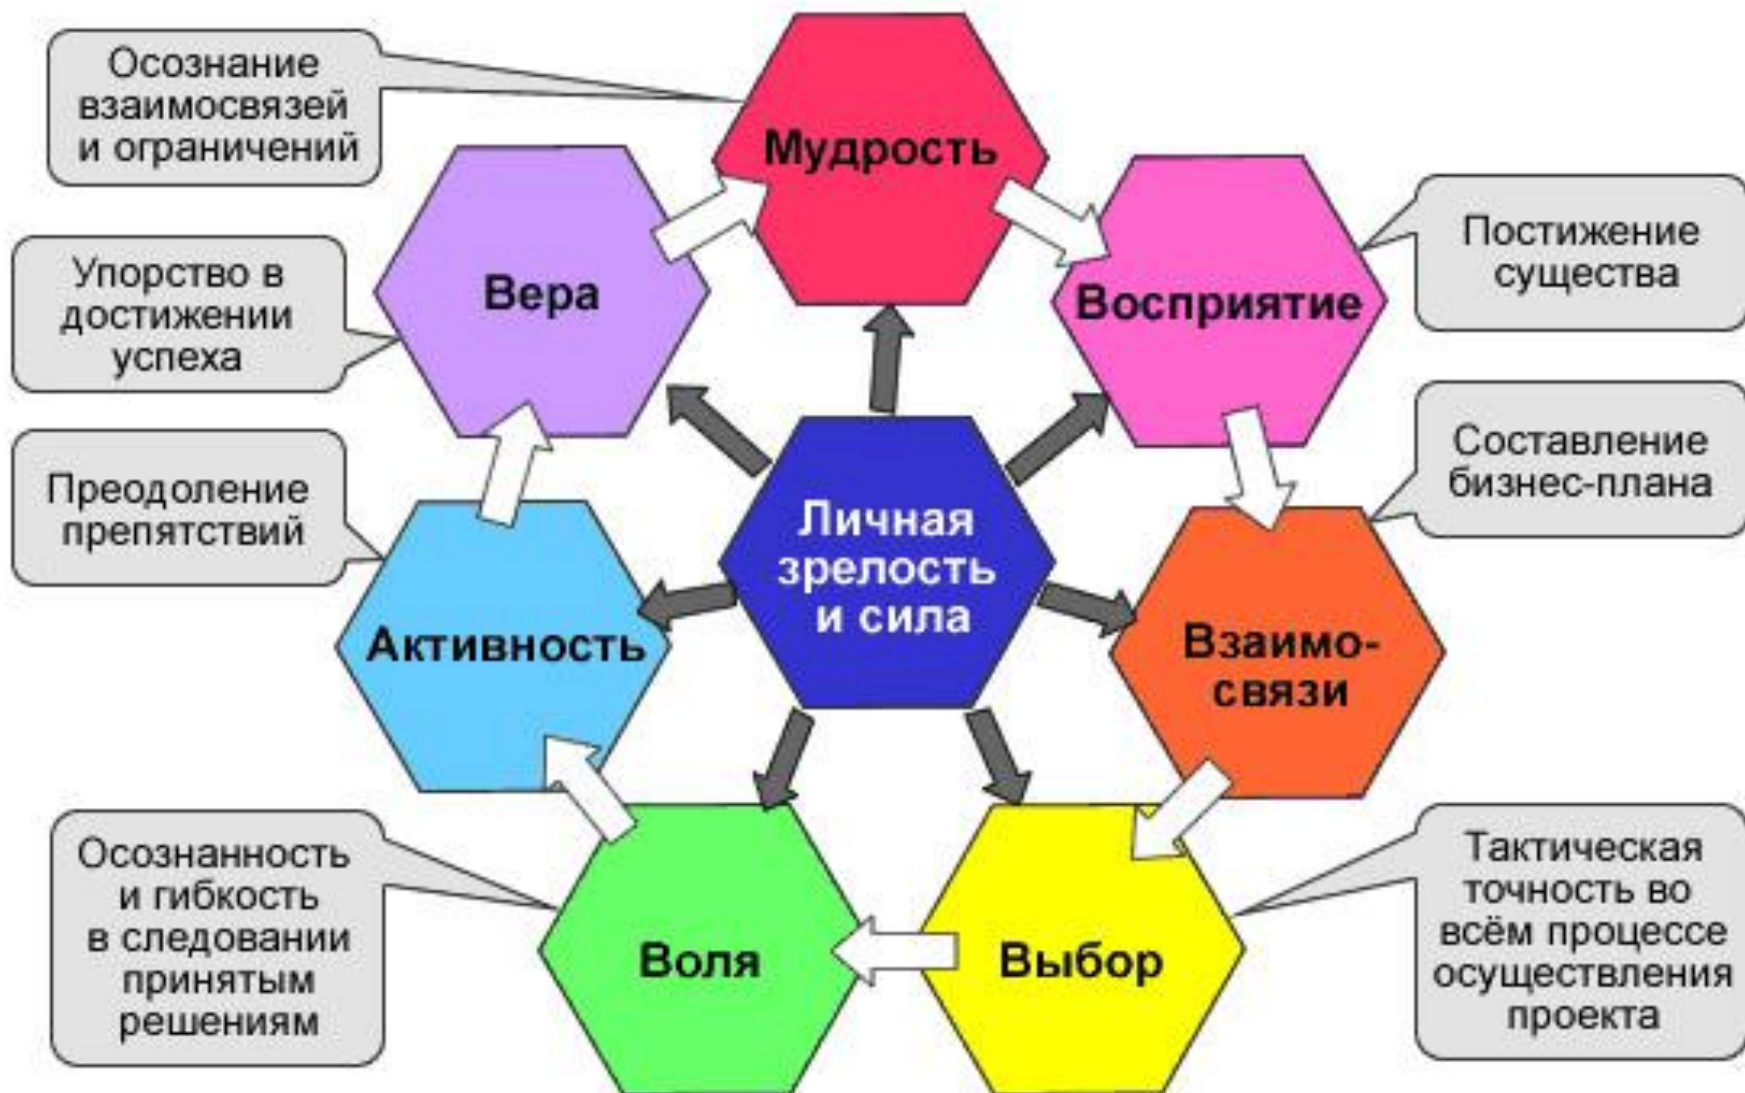 Осознание
взаимосвязей
и ограничений
Мудрость
Вера
Упорство в
достижении
успеха
Восприятие
Постижение
существа
Составление
бизнес-плана
Преодоление
препятствий
Личная
зрелость
и сила
Активность
Взаимо-
связи
Осознанность
и гибкость
в следовании
принятым
решениям
Воля
Выбор
Тактическая
точность во
всём процессе
осуществления
проекта